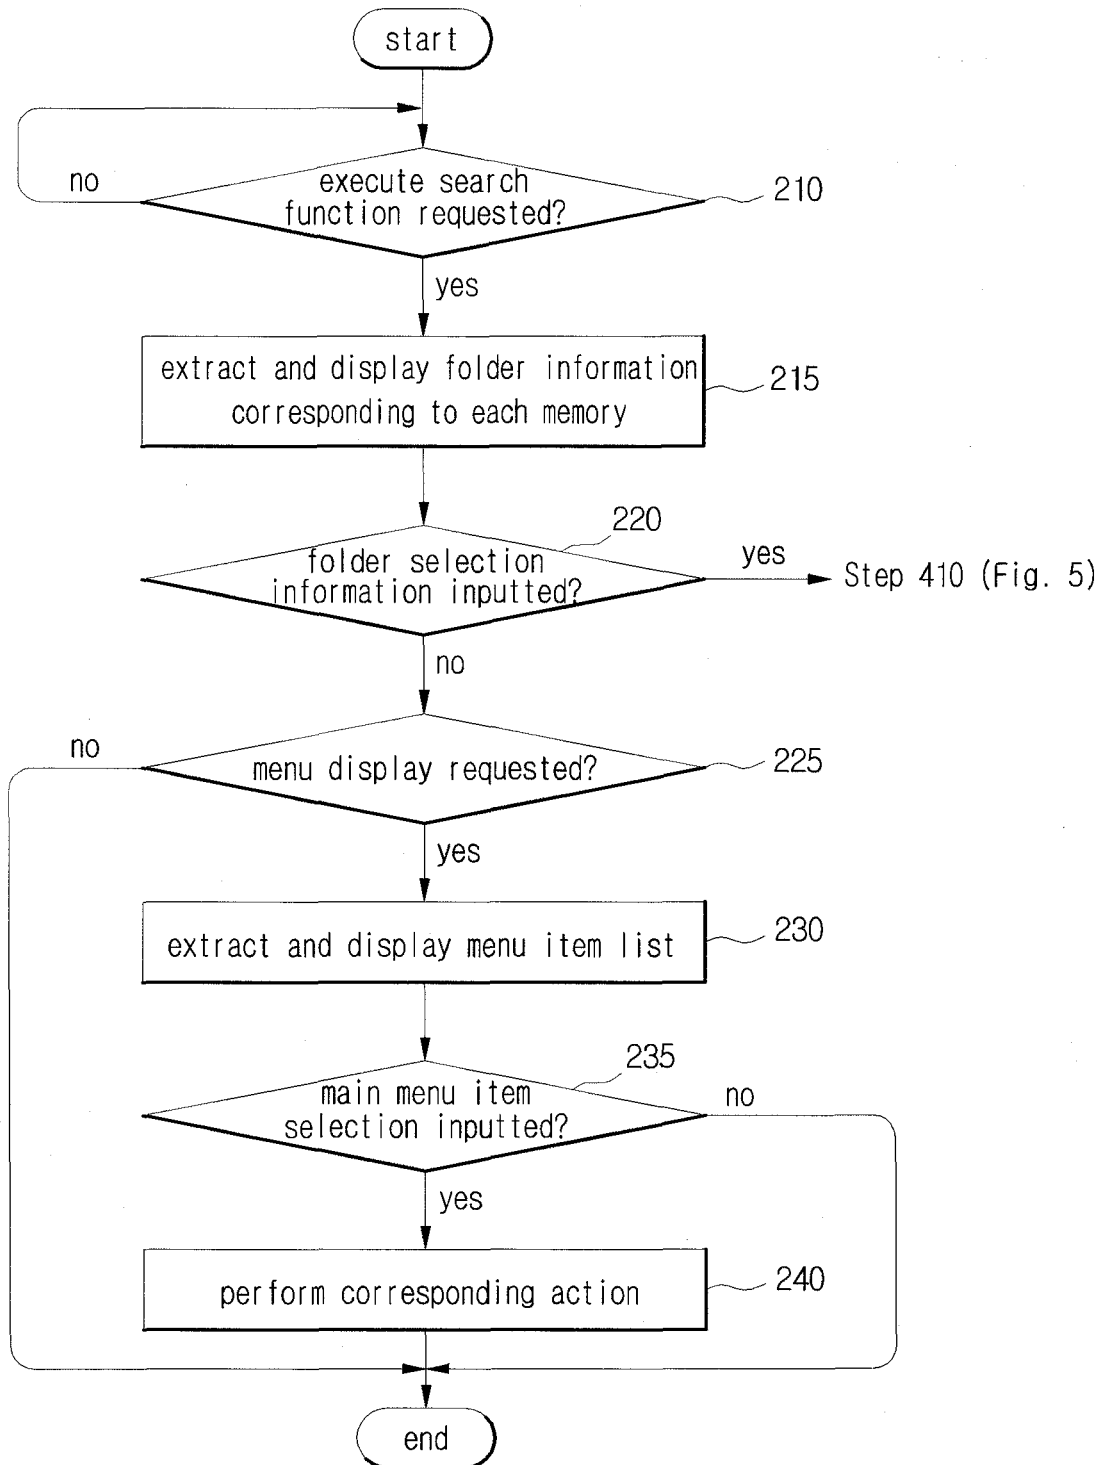 start
no
execute search
function requested?
210
yes
extract and display folder information
corresponding to each memory
215
220
folder selection
information inputted?
yes
Step 410 (Fig. 5)
no
no
menu display requested?
225
yes
extract and display menu item list
230
235
main menu item
selection inputted?
no
yes
perform corresponding action
240
end